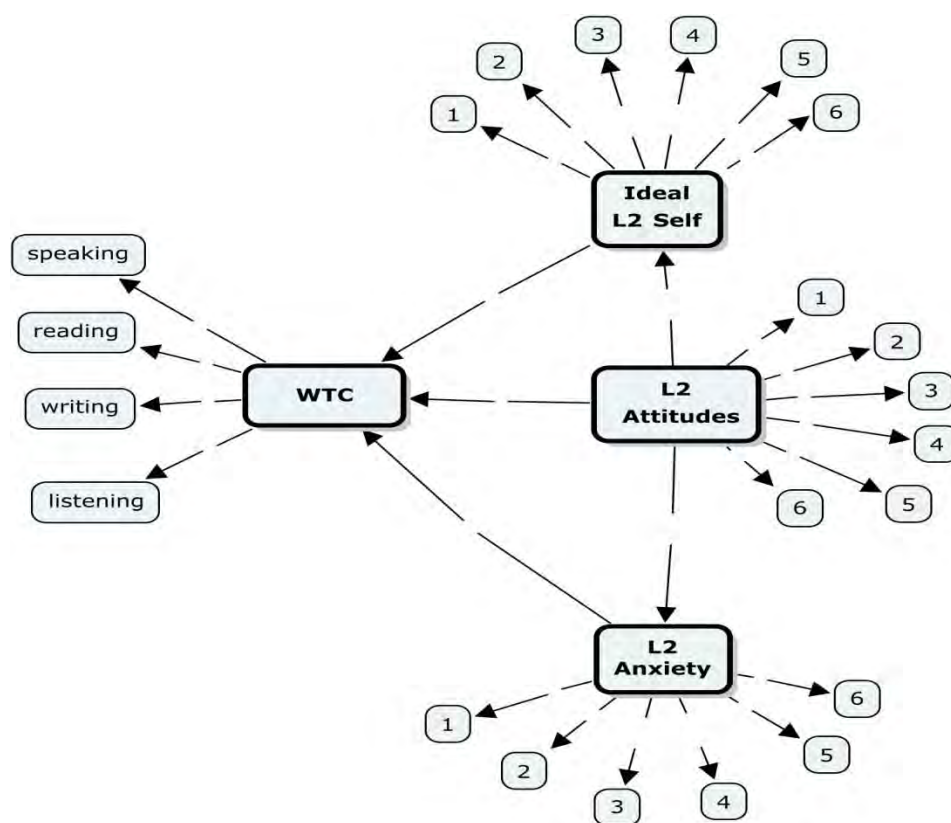 3
4
2
5
1
6
Ideal
L2 Self
speaking
1
reading
2
WTC
L2
Attitudes
3
writing
4
listening
6
5
L2
Anxiety
6
1
5
2
3
4